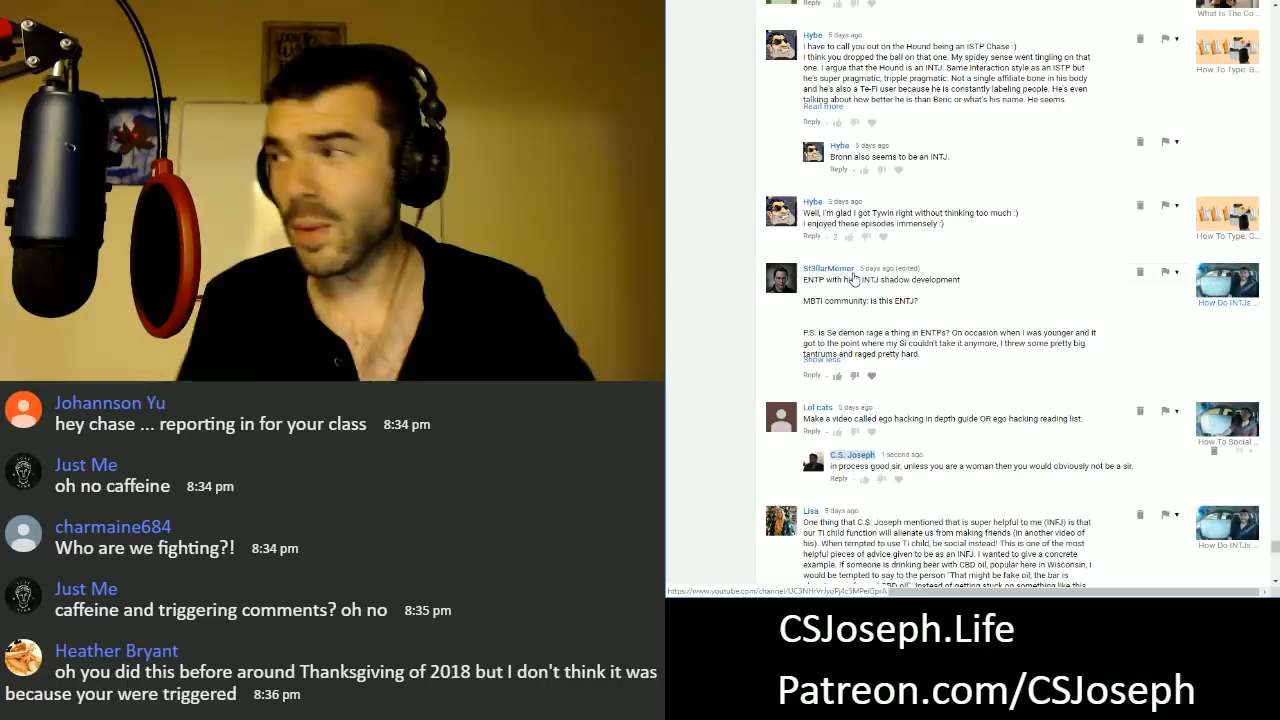 What Is The Co...
Reply
Hybe 5 days ago
I have to call you out on the Hound being an ISTP Chase :)
I think you dropped the ball on that one. My spidey sense went tingling on that
one. I argue that the Hound is an INTJ. Same interaction style as an ISTP but
he's super pragmatic, tripple pragmatic. Not a single affiliate bone in his body
and he's also a Te-Fi user because he is constantly labeling people. He's even
talking about how better he is than Beric or what's his name. He seems
Read more
Reply
How To Type: G...
Hybe 5 days ago
Bronn also seems to be an INTJ.
Reply
Hybe 5 days ago
Well, I'm glad I got Tywin right without thinking too much :)
I enjoyed these episodes immensely :)
Reply 2
How To Type: G...
St3llarMemer 5 days ago (edited)
ENTP with INTJ shadow development
MBTI community: is this ENTJ?
P.S. is Se demon rage a thing in ENTPs? On occasion when I was younger and it
got to the point where my Si couldn't take it anymore, I threw some pretty big
tantrums and raged pretty hard.
Show less
Reply
How Do INTJs ...
Lol cats 5 days ago
Make a video called ego hacking in depth guide OR ego hacking reading list.
Reply
How To Social ...
C.S. Joseph 1 second ago
in process good sir, unless you are a woman then you would obviously not be a sir.
Reply
Lisa 5 days ago
One thing that C.S. Joseph mentioned that is super helpful to me (INFJ) is that
our Ti child function will alienate us from making friends (in another video of
his). When tempted to use Ti child, be social instead! This is one of the most
helpful pieces of advice given to be as an INFJ. I wanted to give a concrete
example. If someone is drinking beer with CBD oil, popular here in Wisconsin, I
would be tempted to say to the person "That might be fake oil, the bar is
How Do INTJs ...
Johannson Yu
hey chase ... reporting in for your class 8:34 pm
Just Me
oh no caffeine 8:34 pm
charmaine684
Who are we fighting?! 8:34 pm
Just Me
caffeine and triggering comments? oh no 8:35 pm
Heather Bryant
oh you did this before around Thanksgiving of 2018 but I don't think it was
because your were triggered 8:36 pm
CSJoseph.Life
Patreon.com/CSJoseph